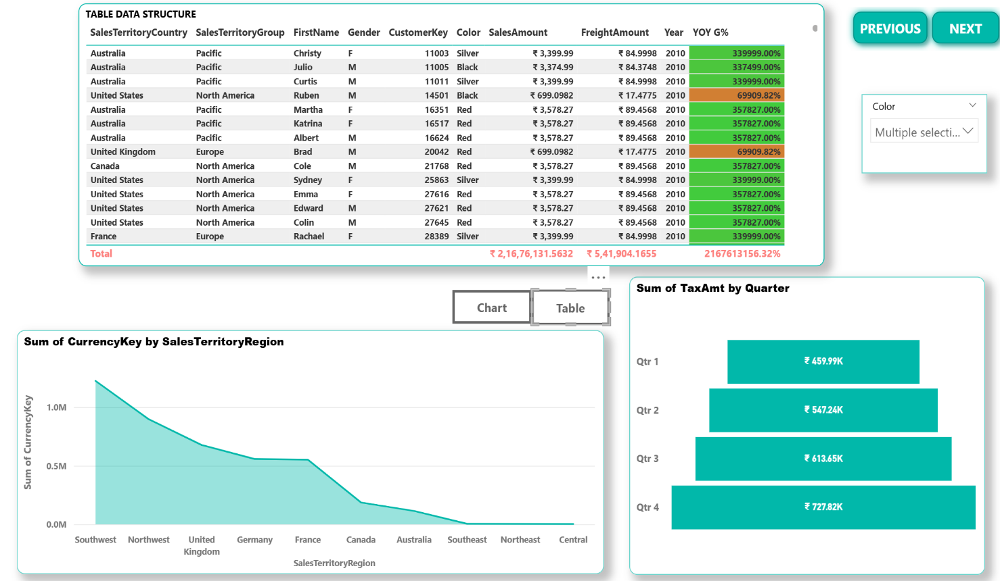 TABLE DATA STRUCTURE
SalesTerritoryCountry SalesTerritoryGroup FirstName Gender CustomerKey Color SalesAmount FreightAmount Year YOY G%
Australia Pacific Christy F 11003 Silver ₹ 3,399.99 ₹ 84.9998 2010 339999.00%
Australia Pacific Julio M 11005 Black ₹ 3,374.99 ₹ 84.3748 2010 337499.00%
Australia Pacific Curtis M 11011 Silver ₹ 3,399.99 ₹ 84.9998 2010 339999.00%
United States North America Ruben M 14501 Black ₹ 699.0982 ₹ 17.4775 2010 69909.82%
Australia Pacific Martha F 16351 Red ₹ 3,578.27 ₹ 89.4568 2010 357827.00%
Australia Pacific Katrina F 16517 Red ₹ 3,578.27 ₹ 89.4568 2010 357827.00%
Australia Pacific Albert M 16624 Red ₹ 3,578.27 ₹ 89.4568 2010 357827.00%
United Kingdom Europe Brad M 20042 Red ₹ 699.0982 ₹ 17.4775 2010 69909.82%
Canada North America Cole M 21768 Red ₹ 3,578.27 ₹ 89.4568 2010 357827.00%
United States North America Sydney F 25863 Silver ₹ 3,399.99 ₹ 84.9998 2010 339999.00%
United States North America Emma F 27616 Red ₹ 3,578.27 ₹ 89.4568 2010 357827.00%
United States North America Edward M 27621 Red ₹ 3,578.27 ₹ 89.4568 2010 357827.00%
United States North America Colin M 27645 Red ₹ 3,578.27 ₹ 89.4568 2010 357827.00%
France Europe Rachael F 28389 Silver ₹ 3,399.99 ₹ 84.9998 2010 339999.00%
Total ₹ 2,16,76,131.5632 ₹ 5,41,904.1655 2167613156.32%
PREVIOUS NEXT
Color
Multiple selecti...
Chart Table
Sum of CurrencyKey by SalesTerritoryRegion
Sum of CurrencyKey
1.0M
0.5M
0.0M
Southwest Northwest United Kingdom Germany France Canada Australia Southeast Northeast Central
SalesTerritoryRegion
Sum of TaxAmt by Quarter
Qtr 1 ₹ 459.99K
Qtr 2 ₹ 547.24K
Qtr 3 ₹ 613.65K
Qtr 4 ₹ 727.82K